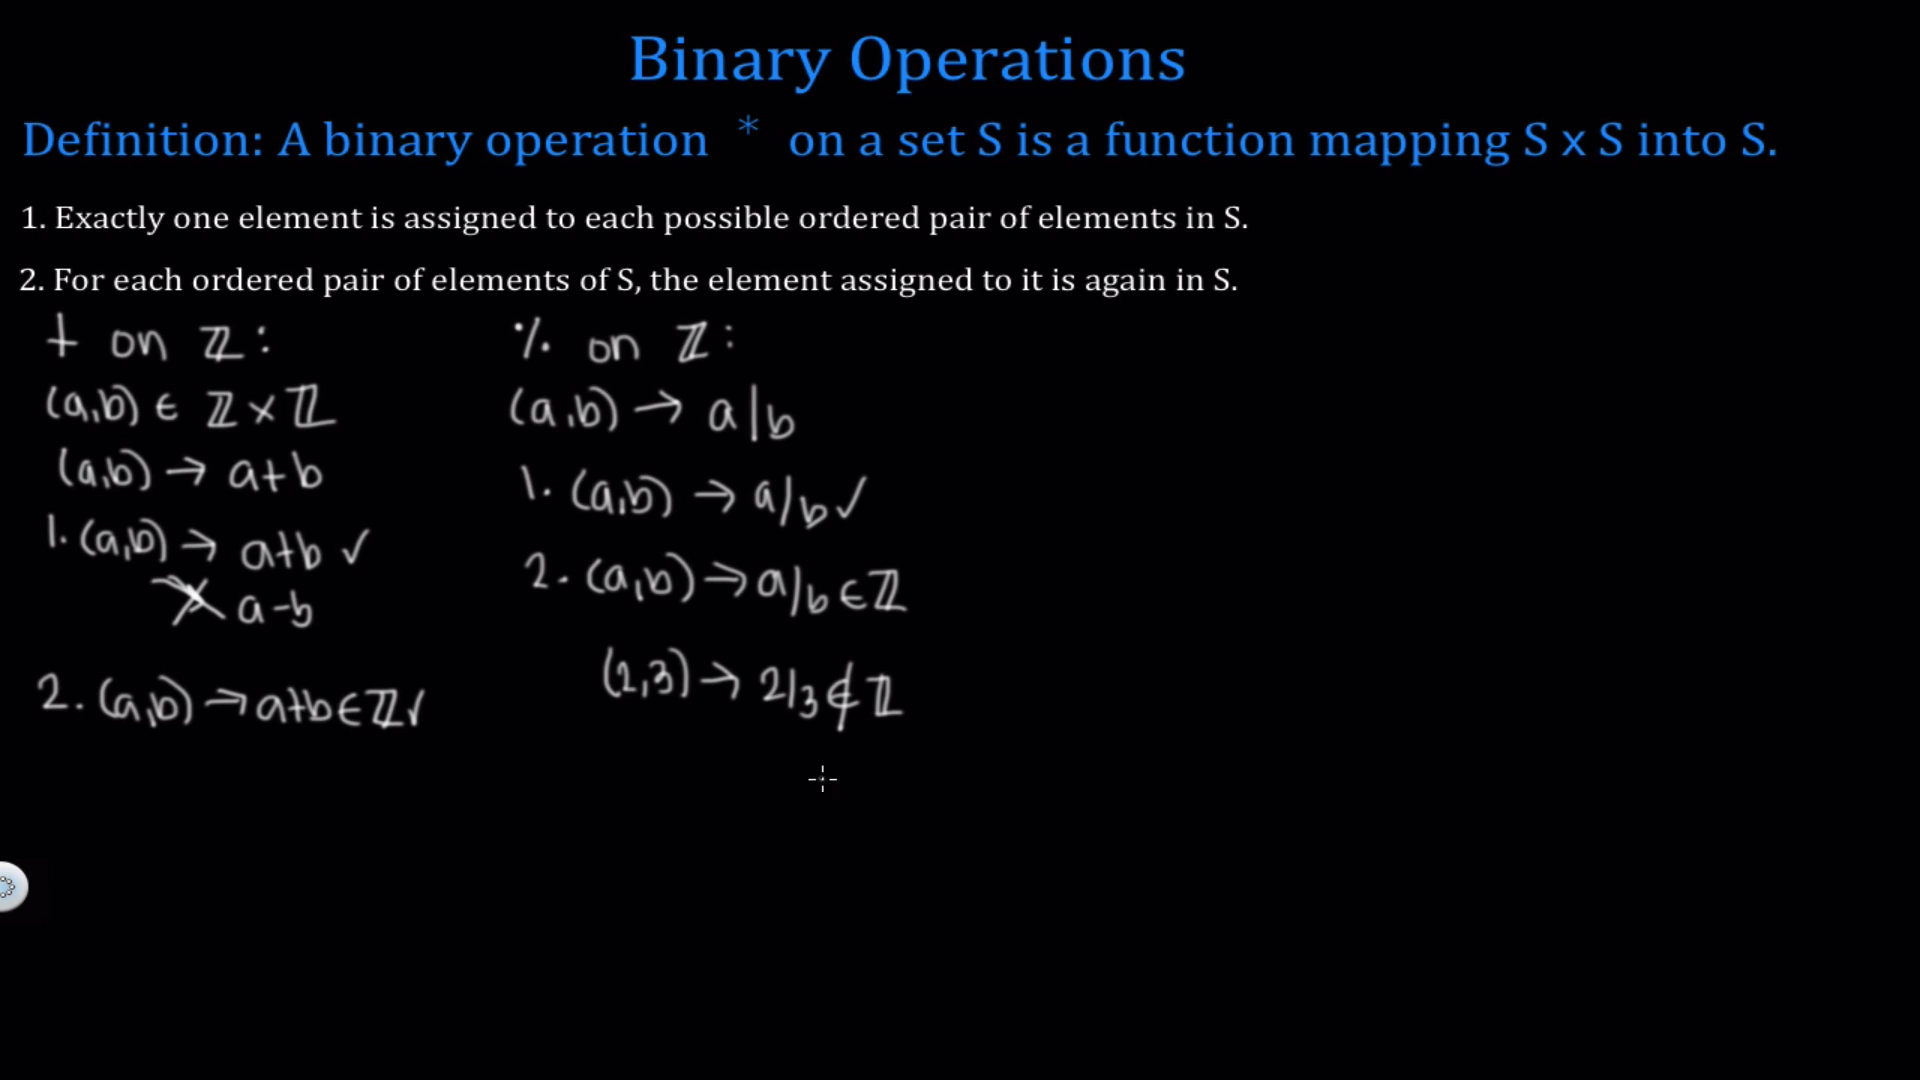 Binary Operations
Definition: A binary operation * on a set S is a function mapping S x S into S.
1. Exactly one element is assigned to each possible ordered pair of elements in S.
2. For each ordered pair of elements of S, the element assigned to it is again in S.
+ on ℤ:
(a,b) ∈ ℤ × ℤ
(a,b) → a+b
1. (a,b) → a+b ✓
a-b
2. (a,b) → a+b ∈ ℤ ✓
% on ℤ:
(a,b) → a/b
1. (a,b) → a/b ✓
2. (a,b) → a/b ∈ ℤ
(2,3) → 2/3 ∉ ℤ